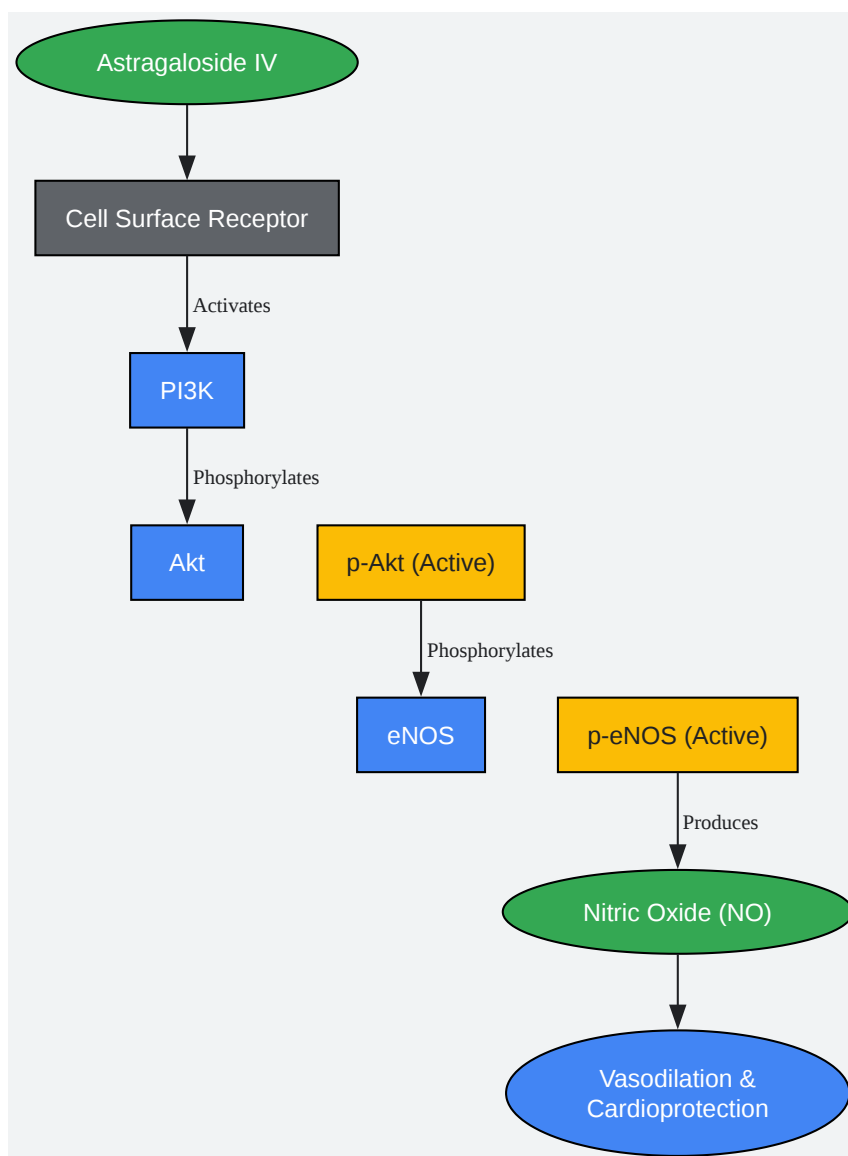 Astragaloside IV
Cell Surface Receptor
Activates
PI3K
Phosphorylates
Akt
p-Akt (Active)
Phosphorylates
eNOS
p-eNOS (Active)
Produces
Nitric Oxide (NO)
Vasodilation &
Cardioprotection